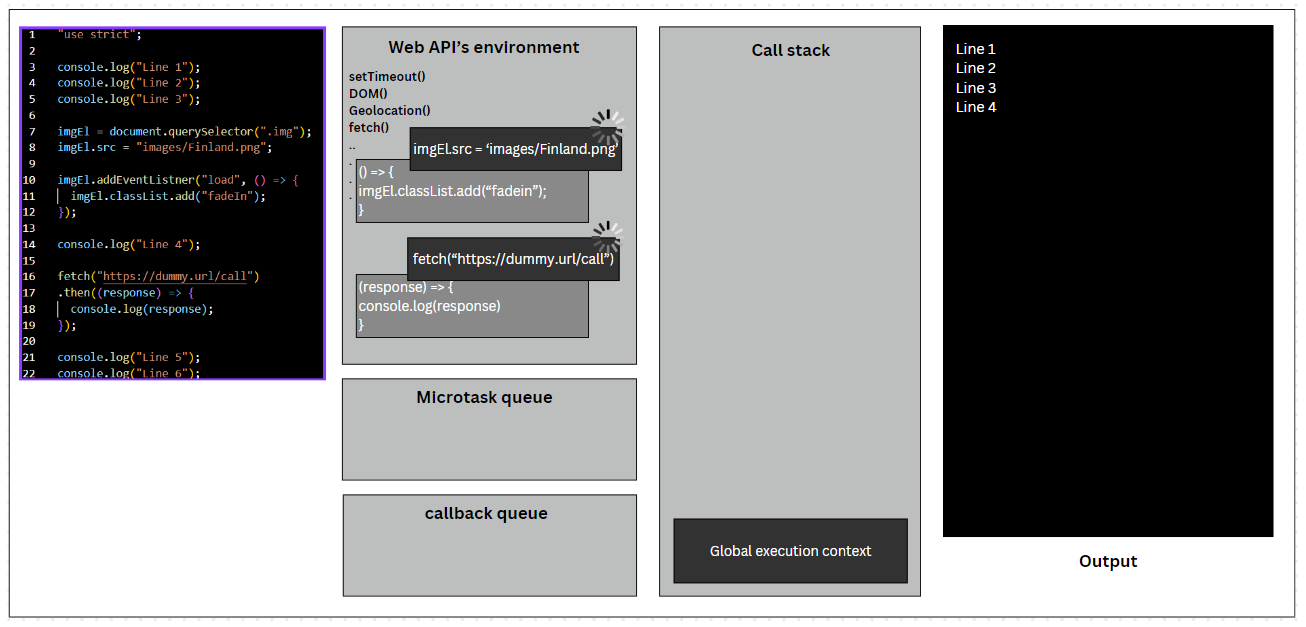 1 "use strict";
2
3 console.log("Line 1");
4 console.log("Line 2");
5 console.log("Line 3");
6
7 imgEl = document.querySelector(".img");
8 imgEl.src = "images/Finland.png";
9
10 imgEl.addEventListner("load", () => {
11 imgEl.classList.add("fadeIn");
12 });
13
14 console.log("Line 4");
15
16 fetch("https://dummy.url/call")
17 .then((response) => {
18 console.log(response);
19 });
20
21 console.log("Line 5");
22 console.log("Line 6");
Web API’s environment
setTimeout()
DOM()
Geolocation()
fetch()
..
.
.
.
imgEl.src = ‘images/Finland.png’
() => {
imgEl.classList.add(“fadein”);
}
fetch(“https://dummy.url/call”)
(response) => {
console.log(response)
}
Microtask queue
callback queue
Call stack
Global execution context
Line 1
Line 2
Line 3
Line 4
Output